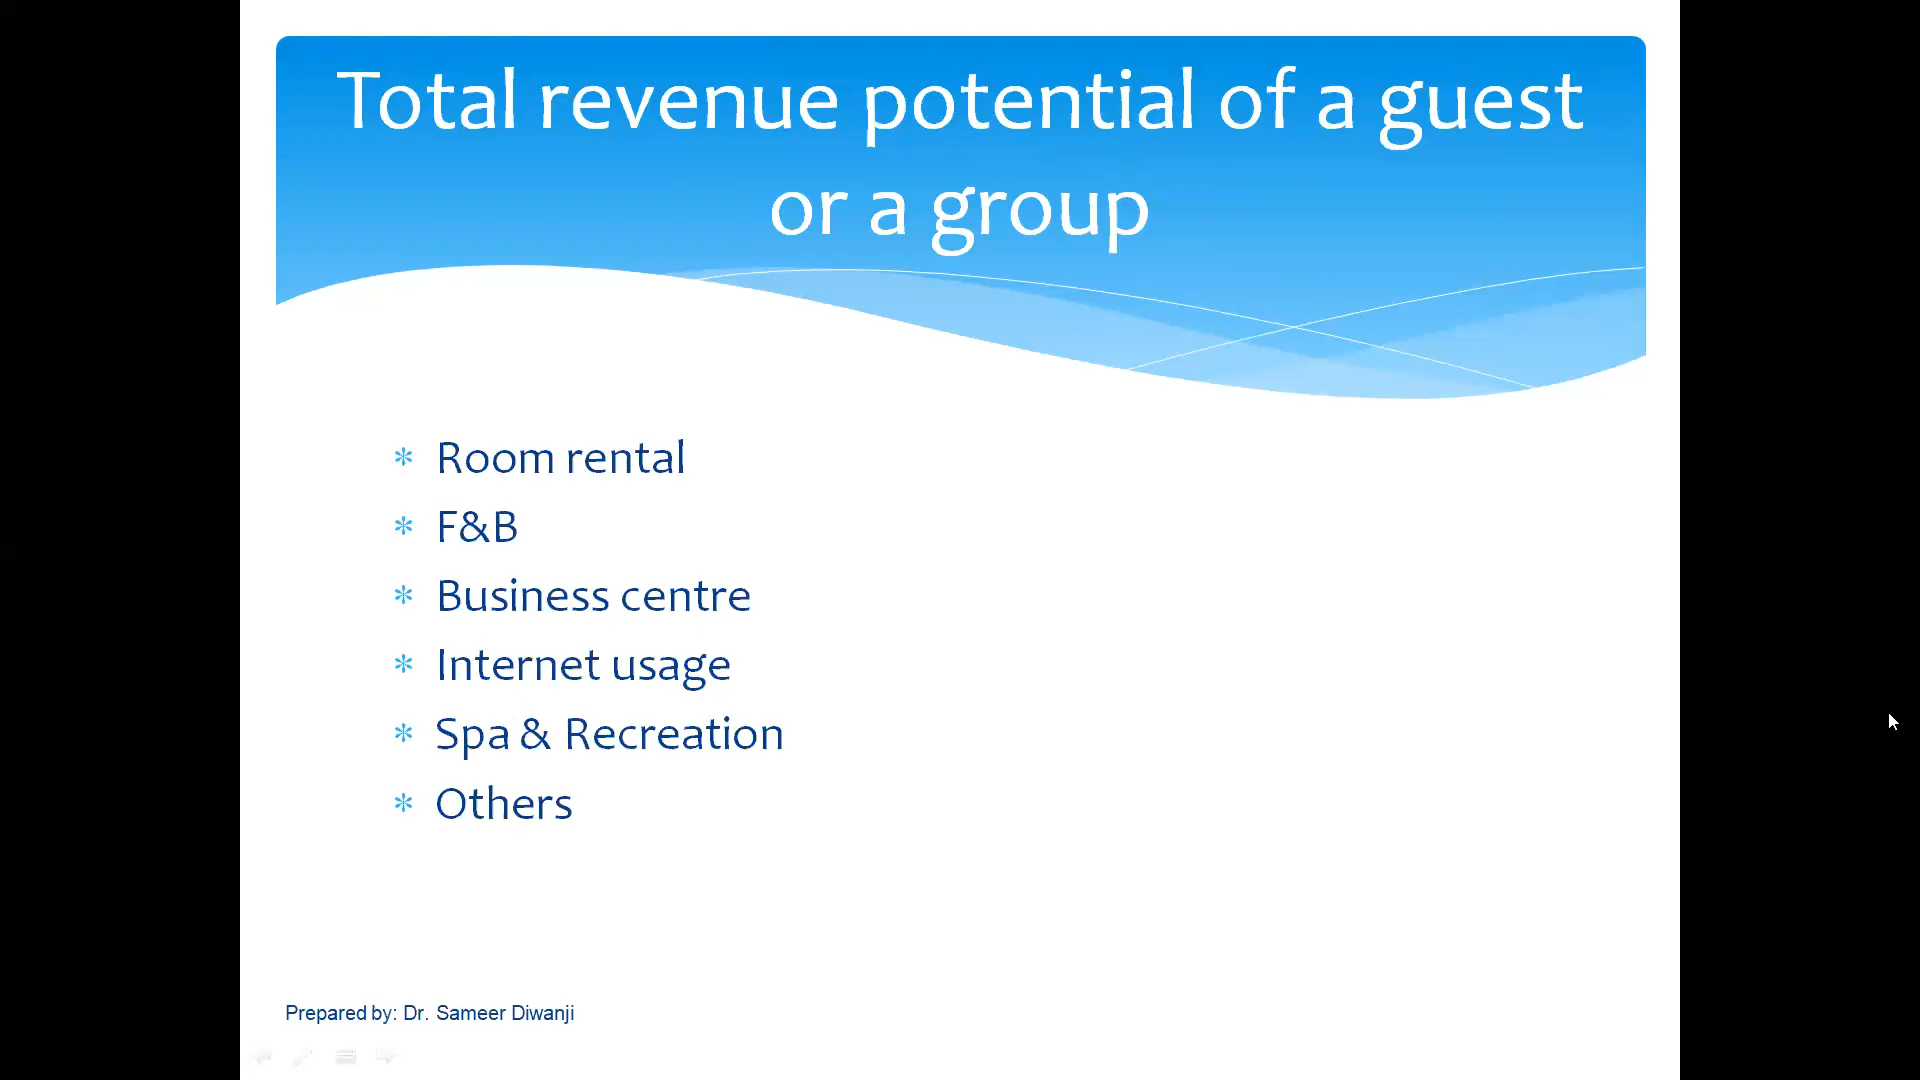 Total revenue potential of a guest
or a group
* Room rental
* F&B
* Business centre
* Internet usage
* Spa & Recreation
* Others
Prepared by: Dr. Sameer Diwanji